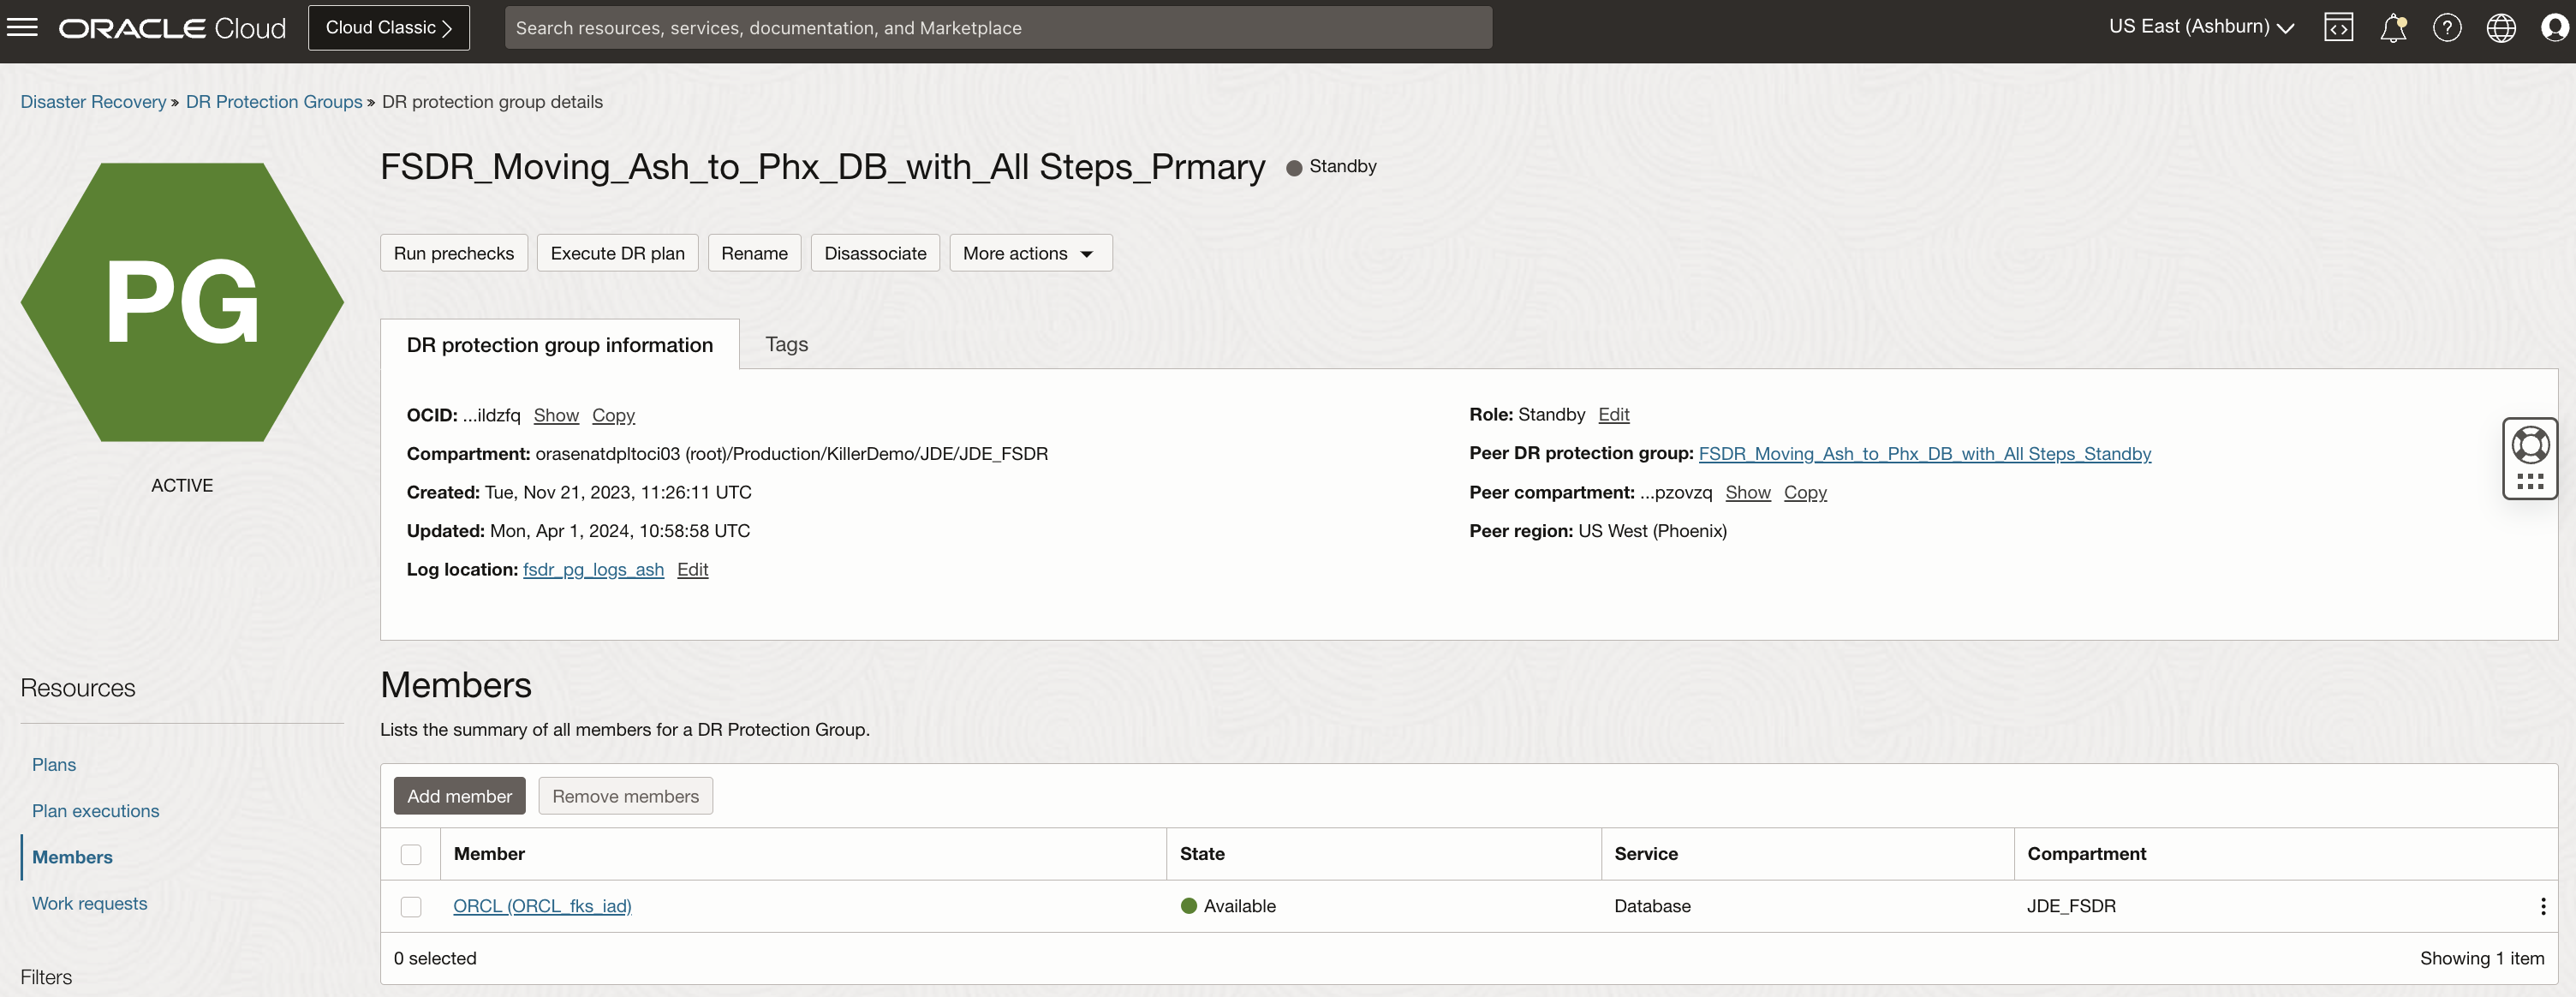 ORACLE Cloud
Cloud Classic
Search resources, services, documentation, and Marketplace
US East (Ashburn)
Disaster Recovery » DR Protection Groups » DR protection group details
PG
ACTIVE
FSDR_Moving_Ash_to_Phx_DB_with_All Steps_Prmary
Standby
Run prechecks
Execute DR plan
Rename
Disassociate
More actions
DR protection group information
Tags
OCID: ...ildzfq Show Copy
Compartment: orasenatdpltoci03 (root)/Production/KillerDemo/JDE/JDE_FSDR
Created: Tue, Nov 21, 2023, 11:26:11 UTC
Updated: Mon, Apr 1, 2024, 10:58:58 UTC
Log location: fsdr_pg_logs_ash Edit
Role: Standby Edit
Peer DR protection group: FSDR_Moving_Ash_to_Phx_DB_with_All Steps_Standby
Peer compartment: ...pzovzq Show Copy
Peer region: US West (Phoenix)
Resources
Plans
Plan executions
Members
Work requests
Filters
Members
Lists the summary of all members for a DR Protection Group.
Add member
Remove members
Member State Service Compartment
ORCL (ORCL_fks_iad) Available Database JDE_FSDR
0 selected
Showing 1 item